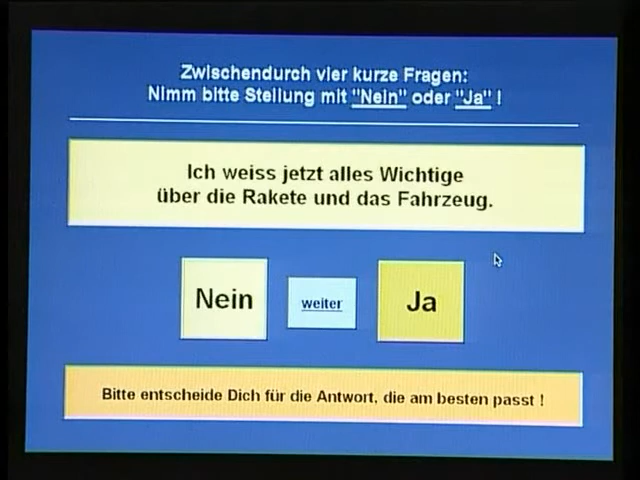 Zwischendurch vier kurze Fragen:
Nimm bitte Stellung mit "Nein" oder "Ja" !
Ich weiss jetzt alles Wichtige
über die Rakete und das Fahrzeug.
Nein
weiter
Ja
Bitte entscheide Dich für die Antwort, die am besten passt !